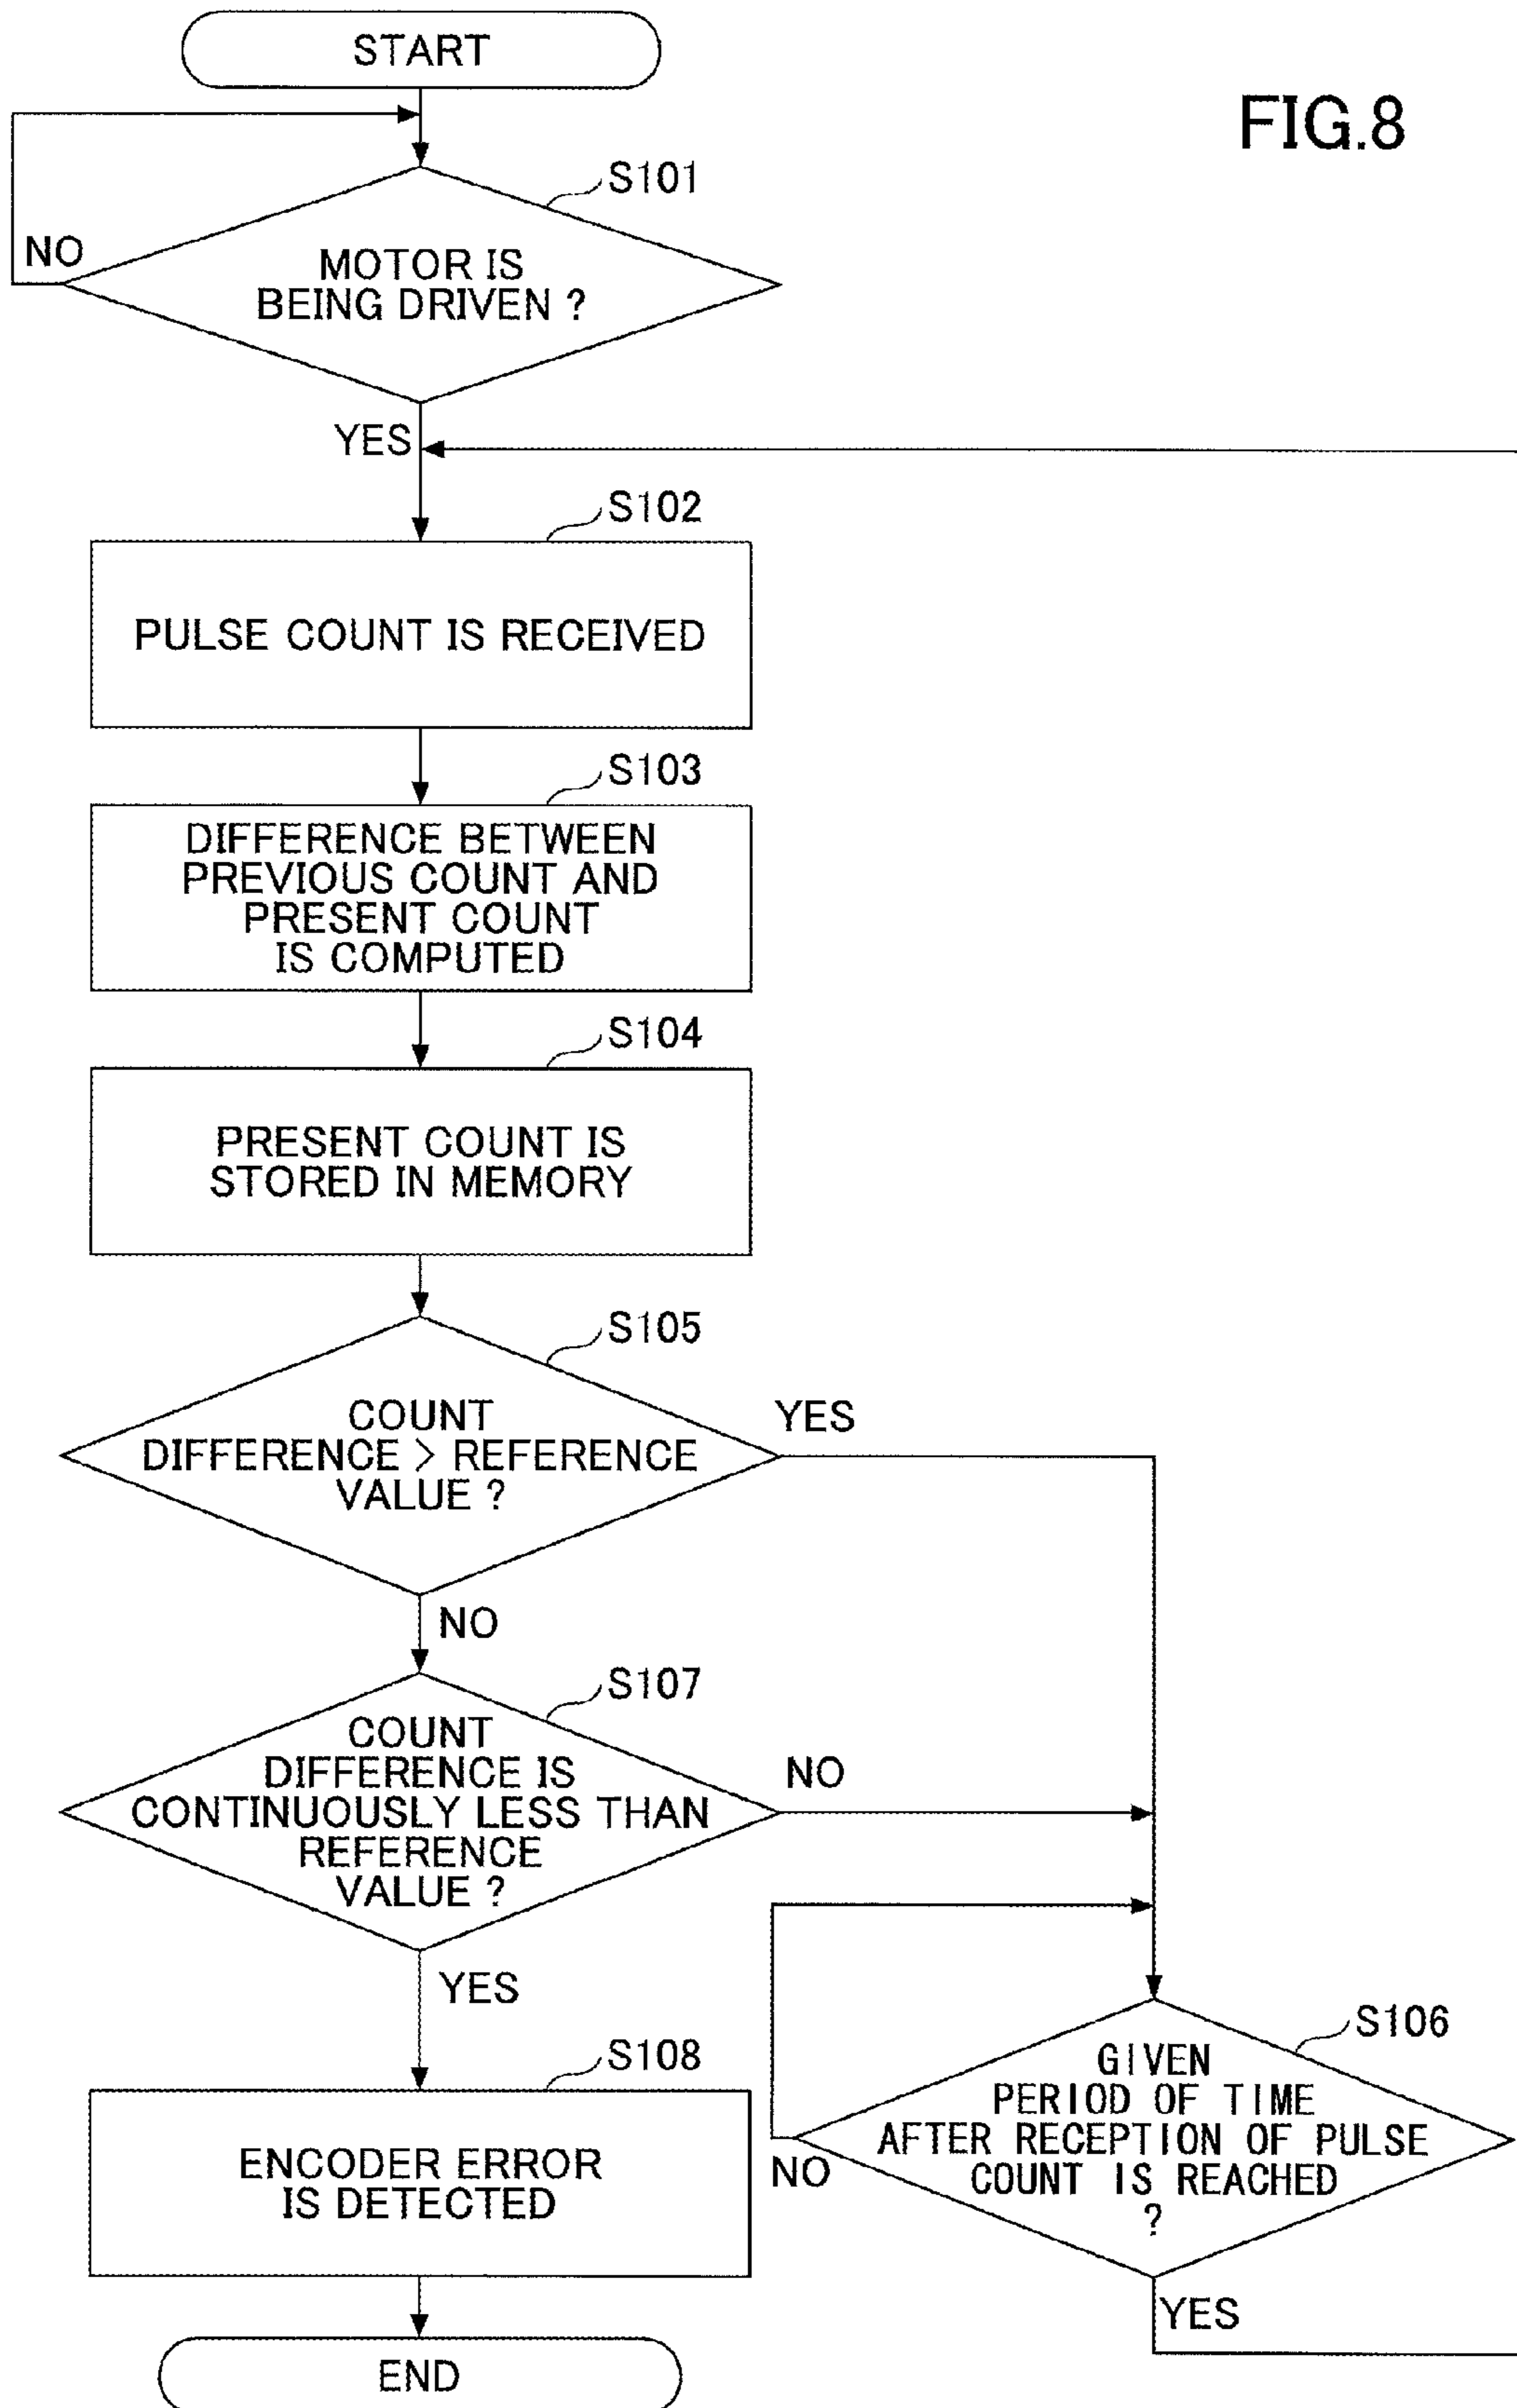 START
FIG.8
S101
NO
MOTOR IS
BEING DRIVEN ?
YES
S102
PULSE COUNT IS RECEIVED
S103
DIFFERENCE BETWEEN
PREVIOUS COUNT AND
PRESENT COUNT
IS COMPUTED
S104
PRESENT COUNT IS
STORED IN MEMORY
S105
COUNT
DIFFERENCE > REFERENCE
VALUE ?
YES
NO
S107
COUNT
DIFFERENCE IS
CONTINUOUSLY LESS THAN
REFERENCE
VALUE ?
NO
YES
S106
GIVEN
PERIOD OF TIME
AFTER RECEPTION OF PULSE
COUNT IS REACHED
?
NO
YES
S108
ENCODER ERROR
IS DETECTED
END